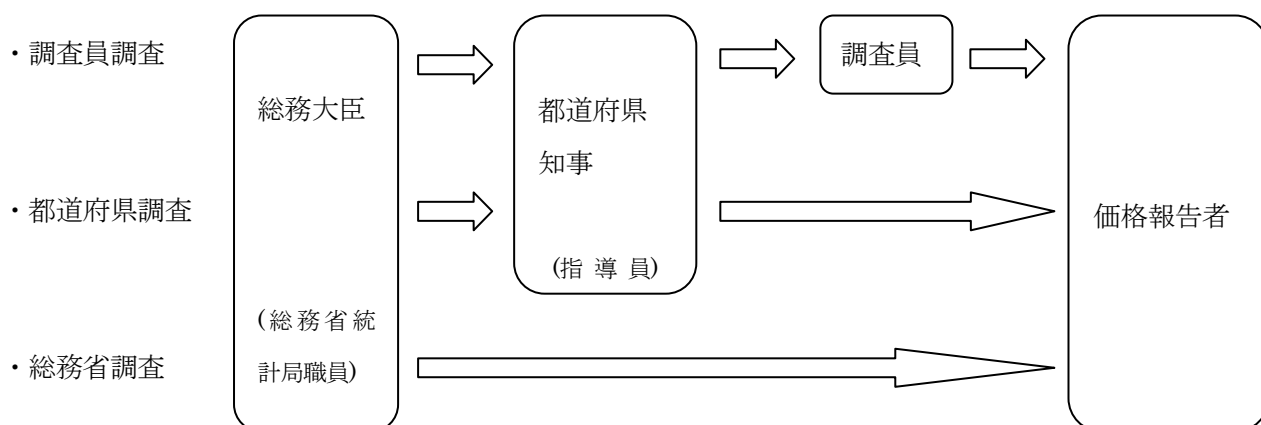 ・調査員調査
総務大臣
都道府県
知事
調査員
・都道府県調査
(指導員)
価格報告者
(総務省統
計局職員)
・総務省調査